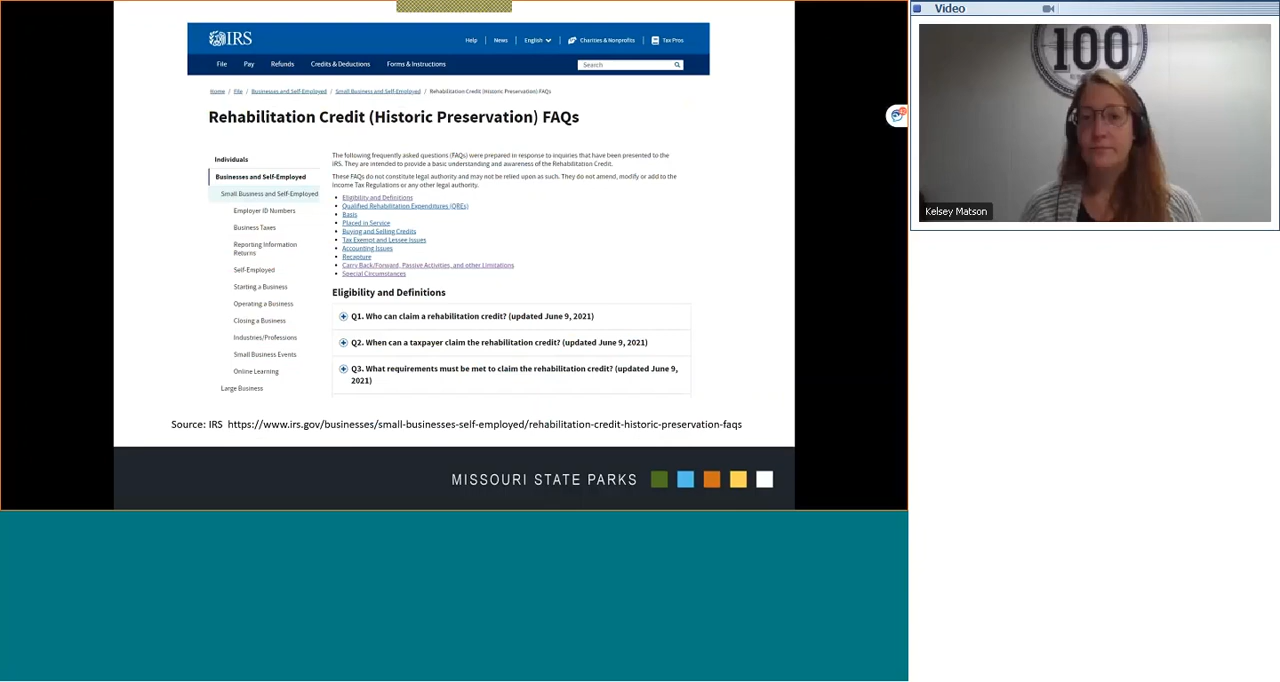 IRS
Help
News
English
Charities & Nonprofits
Tax Pros
File
Pay
Refunds
Credits & Deductions
Forms & Instructions
Search
Home / File / Businesses and Self-Employed / Small Business and Self-Employed / Rehabilitation Credit (Historic Preservation) FAQs
Rehabilitation Credit (Historic Preservation) FAQs
Individuals
Businesses and Self-Employed
Small Business and Self-Employed
Employer ID Numbers
Business Taxes
Reporting Information
Returns
Self-Employed
Starting a Business
Operating a Business
Closing a Business
Industries/Professions
Small Business Events
Online Learning
Large Business
The following frequently asked questions (FAQs) were prepared in response to inquiries that have been presented to the
IRS. They are intended to provide a basic understanding and awareness of the Rehabilitation Credit.
These FAQs do not constitute legal authority and may not be relied upon as such. They do not amend, modify or add to the
Income Tax Regulations or any other legal authority.
Eligibility and Definitions
Qualified Rehabilitation Expenditures (QREs)
Basis
Placed in Service
Buying and Selling Credits
Tax Exempt and Lessee Issues
Accounting Issues
Recapture
Carry Back/Forward, Passive Activities, and other Limitations
Special Circumstances
Eligibility and Definitions
Q1. Who can claim a rehabilitation credit? (updated June 9, 2021)
Q2. When can a taxpayer claim the rehabilitation credit? (updated June 9, 2021)
Q3. What requirements must be met to claim the rehabilitation credit? (updated June 9,
2021)
Source: IRS https://www.irs.gov/businesses/small-businesses-self-employed/rehabilitation-credit-historic-preservation-faqs
MISSOURI STATE PARKS
Video
100
Kelsey Matson